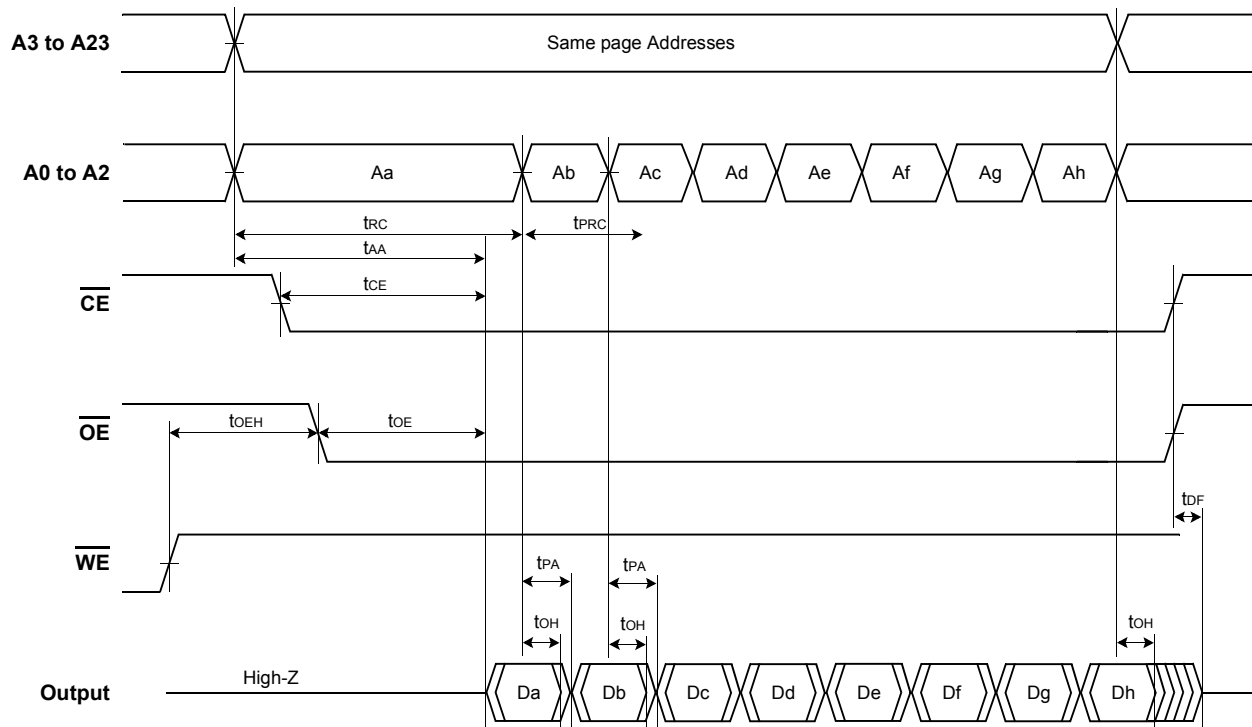 A3 to A23 Same page Addresses
A0 to A2 Aa Ab Ac Ad Ae Af Ag Ah
tRC tPRC
tAA
CE tCE
OE tOEH tOE
tDF
WE
tPA tPA
tOH tOH tOH
Output High-Z Da Db Dc Dd De Df Dg Dh